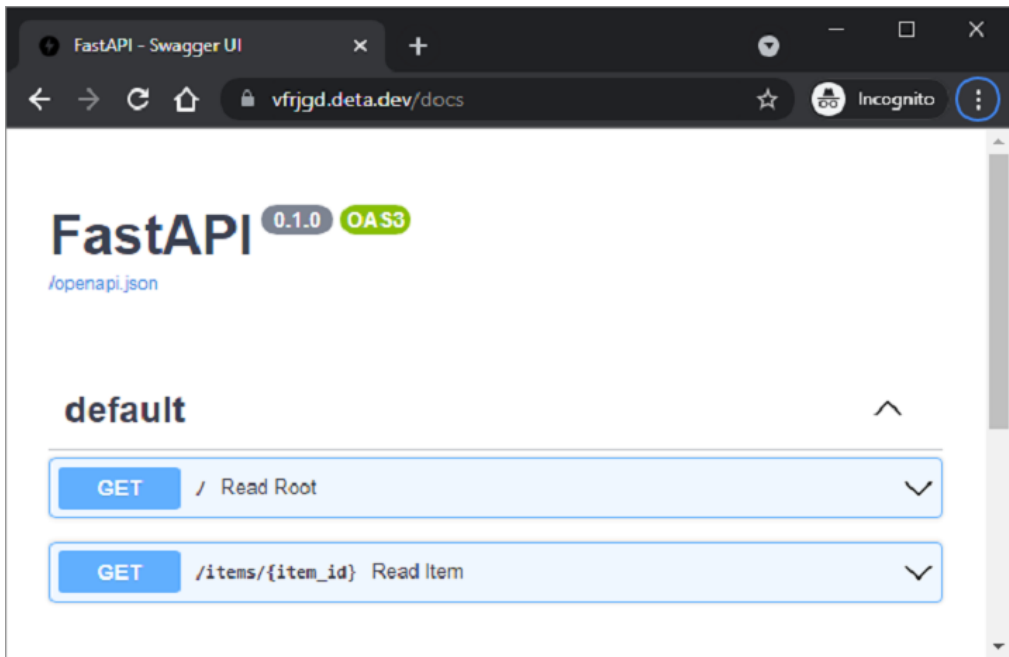 FastAPI - Swagger UI
vfrjgd.deta.dev/docs
Incognito
FastAPI 0.1.0 OAS3
/openapi.json
default
GET / Read Root
GET /items/{item_id} Read Item